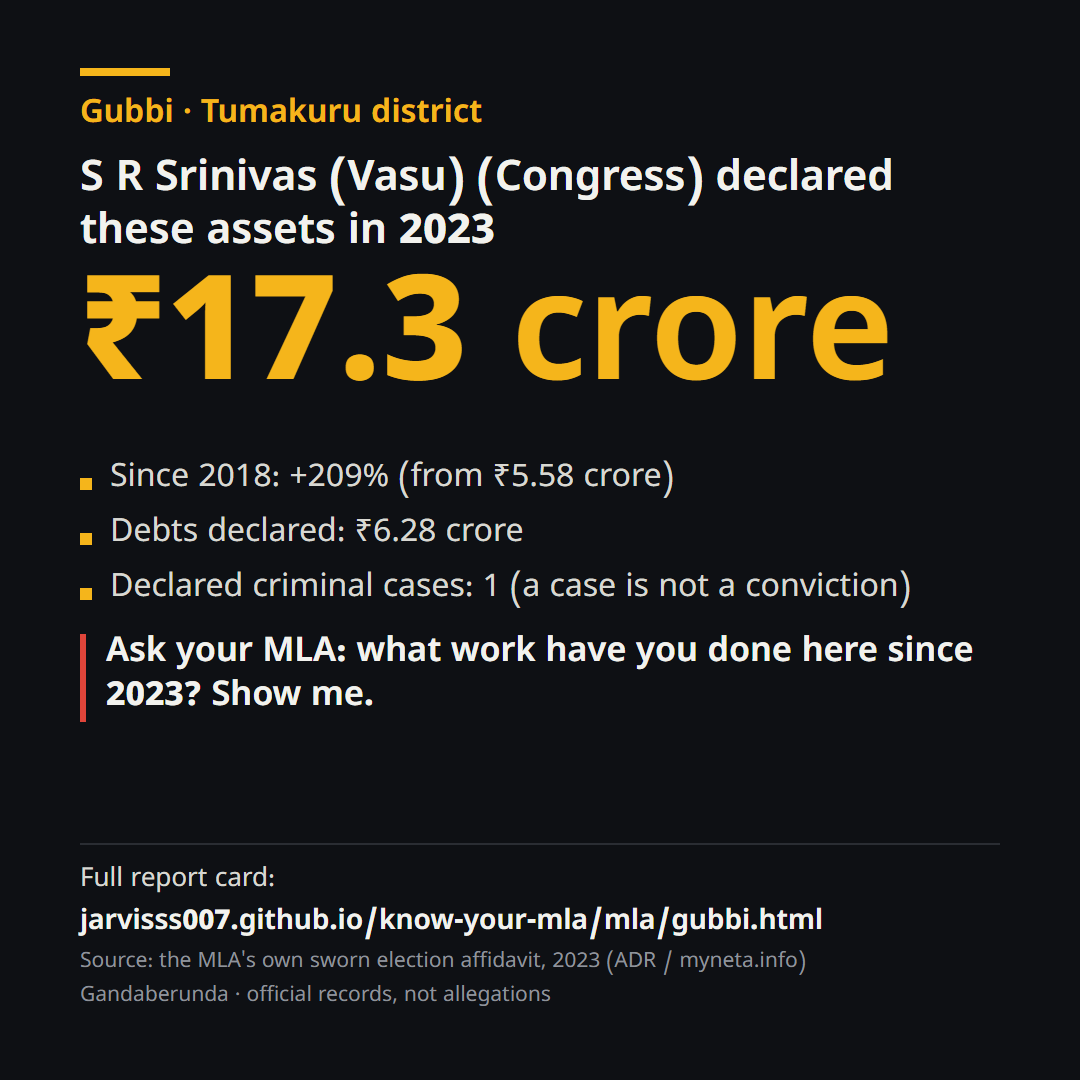 Gubbi · Tumakuru district
S R Srinivas (Vasu) (Congress) declared
these assets in 2023
₹17.3 crore
Since 2018: +209% (from ₹5.58 crore)
Debts declared: ₹6.28 crore
Declared criminal cases: 1 (a case is not a conviction)
Ask your MLA: what work have you done here since
2023? Show me.
Full report card:
jarvisss007.github.io/know-your-mla/mla/gubbi.html
Source: the MLA's own sworn election affidavit, 2023 (ADR / myneta.info)
Gandaberunda · official records, not allegations